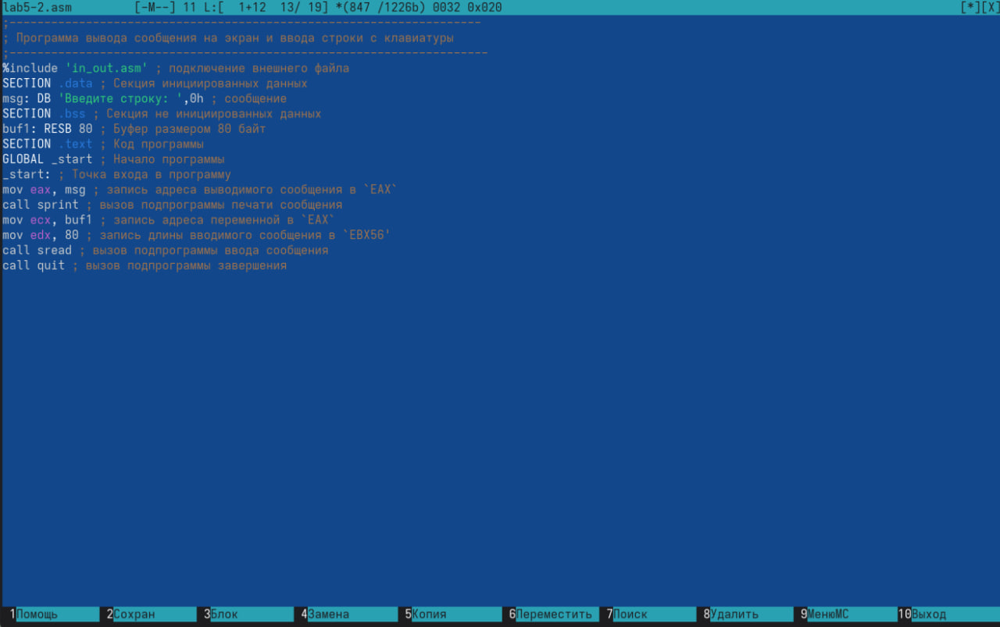 lab5-2.asm [-M--] 11 L:[ 1+12 13/ 19] *(847 /1226b) 0032 0x020 [*][X]
;--------------------------------------------------------------------
; Программа вывода сообщения на экран и ввода строки с клавиатуры
;---------------------------------------------------------------------
%include 'in_out.asm' ; подключение внешнего файла
SECTION .data ; Секция инициированных данных
msg: DB 'Введите строку: ',0h ; сообщение
SECTION .bss ; Секция не инициированных данных
buf1: RESB 80 ; Буфер размером 80 байт
SECTION .text ; Код программы
GLOBAL _start ; Начало программы
_start: ; Точка входа в программу
mov eax, msg ; запись адреса выводимого сообщения в `EAX`
call sprint ; вызов подпрограммы печати сообщения
mov ecx, buf1 ; запись адреса переменной в `EAX`
mov edx, 80 ; запись длины вводимого сообщения в `EBX56'
call sread ; вызов подпрограммы ввода сообщения
call quit ; вызов подпрограммы завершения
1Помощь 2Сохран 3Блок 4Замена 5Копия 6Переместить 7Поиск 8Удалить 9МенюMC 10Выход